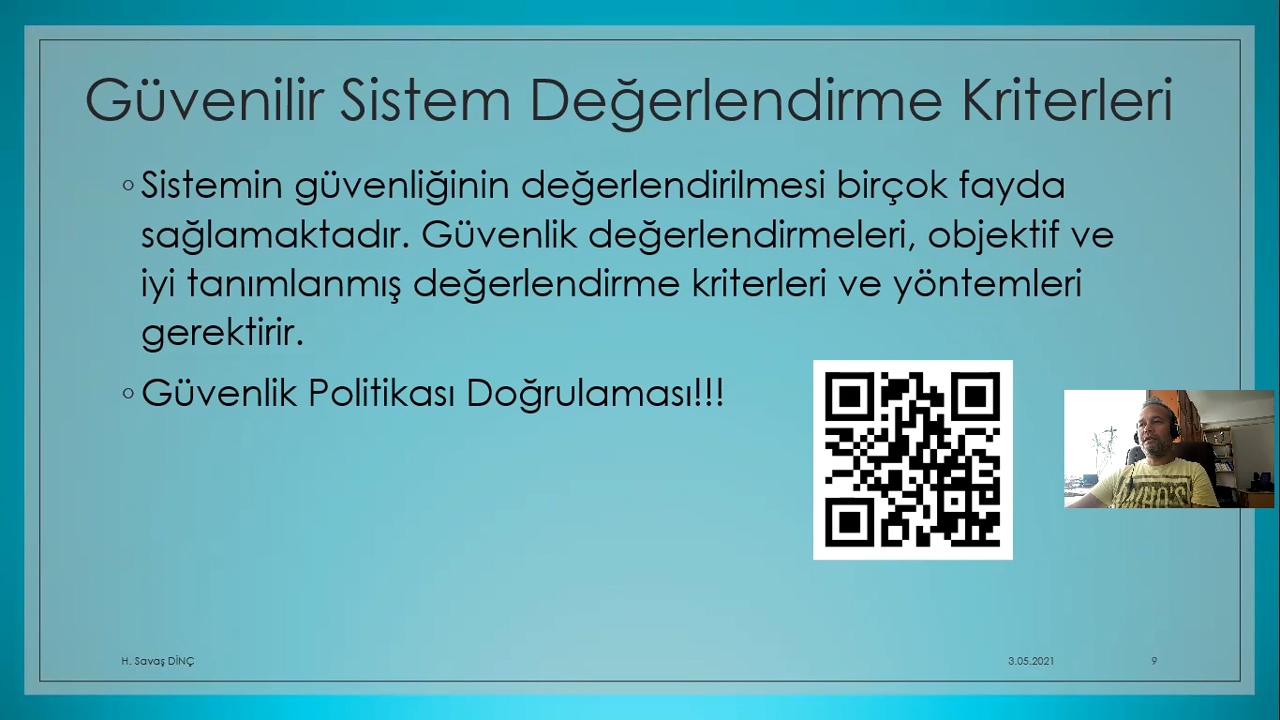 Güvenilir Sistem Değerlendirme Kriterleri
◦ Sistemin güvenliğinin değerlendirilmesi birçok fayda
sağlamaktadır. Güvenlik değerlendirmeleri, objektif ve
iyi tanımlanmış değerlendirme kriterleri ve yöntemleri
gerektirir.
◦ Güvenlik Politikası Doğrulaması!!!
WHO'S
H. Savaş DİNÇ
3.05.2021
9